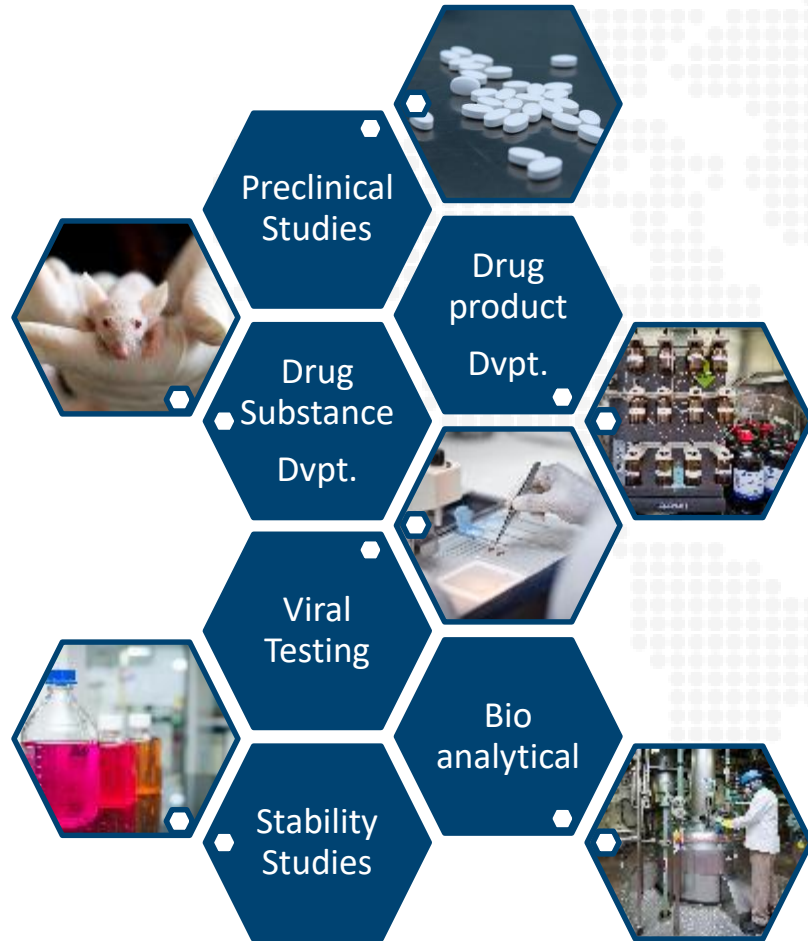 Preclinical
Studies
Drug
product
Dvpt.
Drug
Substance
Dvpt.
Viral
Testing
Bio
analytical
Stability
Studies